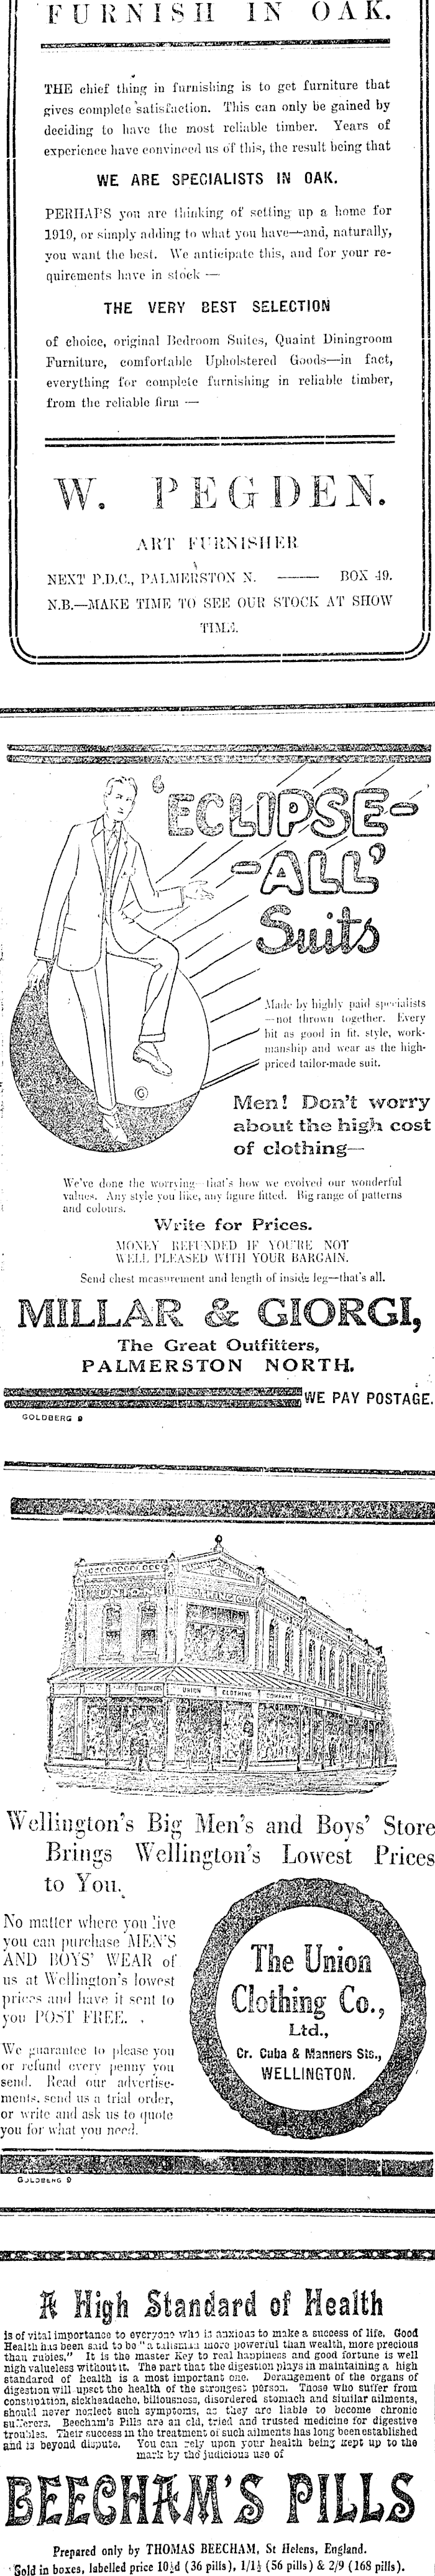 FURNISH IN OAK.
THE chief thing in furnishing is to get furniture that
gives complete satisfaction. This can only be gained by
deciding to have the most reliable timber. Years of
experience have convinced us of this, the result being that
WE ARE SPECIALISTS IN OAK.
PERHAPS you are thinking of setting up a home for
1919, or simply adding to what you have—and, naturally,
you want the best. We anticipate this, and for your re-
quirements have in stock —
THE VERY BEST SELECTION
of choice, original Bedroom Suites, Quaint Diningroom
Furniture, comfortable Upholstered Goods—in fact,
everything for complete furnishing in reliable timber,
from the reliable firm —
W. PEGDEN.
ART FURNISHER
NEXT P.D.C., PALMERSTON N. —— BOX 49.
N.B.—MAKE TIME TO SEE OUR STOCK AT SHOW
TIME.
'ECLIPSE-
-ALL'
Suits
Made by highly paid specialists
—not thrown together. Every
bit as good in fit, style, work-
manship and wear as the high-
priced tailor-made suit.
G
Men! Don't worry
about the high cost
of clothing—
We've done the worrying—that's how we evolved our wonderful
values. Any style you like, any figure fitted. Big range of patterns
and colours.
Write for Prices.
MONEY REFUNDED IF YOU'RE NOT
WELL PLEASED WITH YOUR BARGAIN.
Send chest measurement and length of inside leg—that's all.
MILLAR & GIORGI,
The Great Outfitters,
PALMERSTON NORTH.
WE PAY POSTAGE.
GOLDBERG 9
CLOTHIERS UNION CLOTHING COMPANY
Wellington's Big Men's and Boys' Store
Brings Wellington's Lowest Prices
to You.
No matter where you live
you can purchase MEN'S
AND BOYS' WEAR of
us at Wellington's lowest
prices and have it sent to
you POST FREE.
We guarantee to please you
or refund every penny you
send. Read our advertise-
ments, send us a trial order,
or write and ask us to quote
you for what you need.
The Union
Clothing Co.,
Ltd.,
Cr. Cuba & Manners Sts.,
WELLINGTON.
GOLDBERG 9
A High Standard of Health
is of vital importance to everyone who is anxious to make a success of life. Good
Health has been said to be "a talisman more powerful than wealth, more precious
than rubies." It is the master Key to real happiness and good fortune is well
nigh valueless without it. The part that the digestion plays in maintaining a high
standared of health is a most important one. Derangement of the organs of
digestion will upset the health of the strongest person. Those who suffer from
constipation, sickheadache, biliousness, disordered stomach and similar ailments,
should never neglect such symptoms, as they are liable to become chronic
sufferers. Beecham's Pills are an old, tried and trusted medicine for digestive
troubles. Their success in the treatment of such ailments has long been established
and is beyond dispute. You can rely upon your health being kept up to the
mark by the judicious use of
BEECHAM'S PILLS
Prepared only by THOMAS BEECHAM, St Helens, England.
Sold in boxes, labelled price 10½d (36 pills), 1/1½ (56 pills) & 2/9 (168 pills).